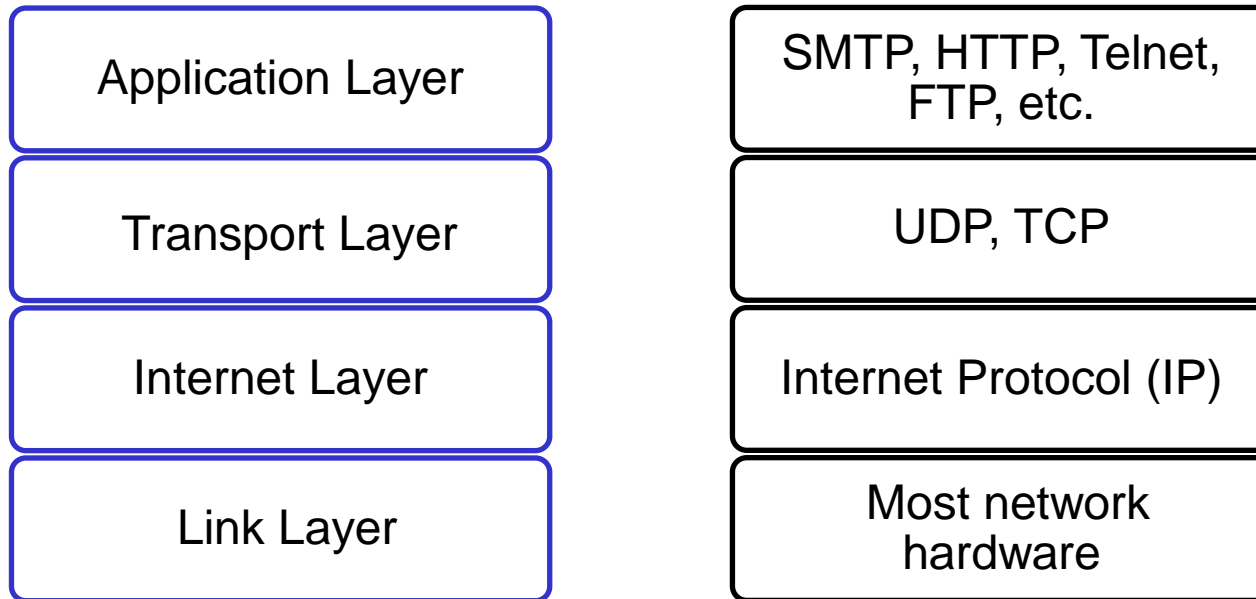 Application Layer
SMTP, HTTP, Telnet,
FTP, etc.
Transport Layer
UDP, TCP
Internet Layer
Internet Protocol (IP)
Link Layer
Most network
hardware